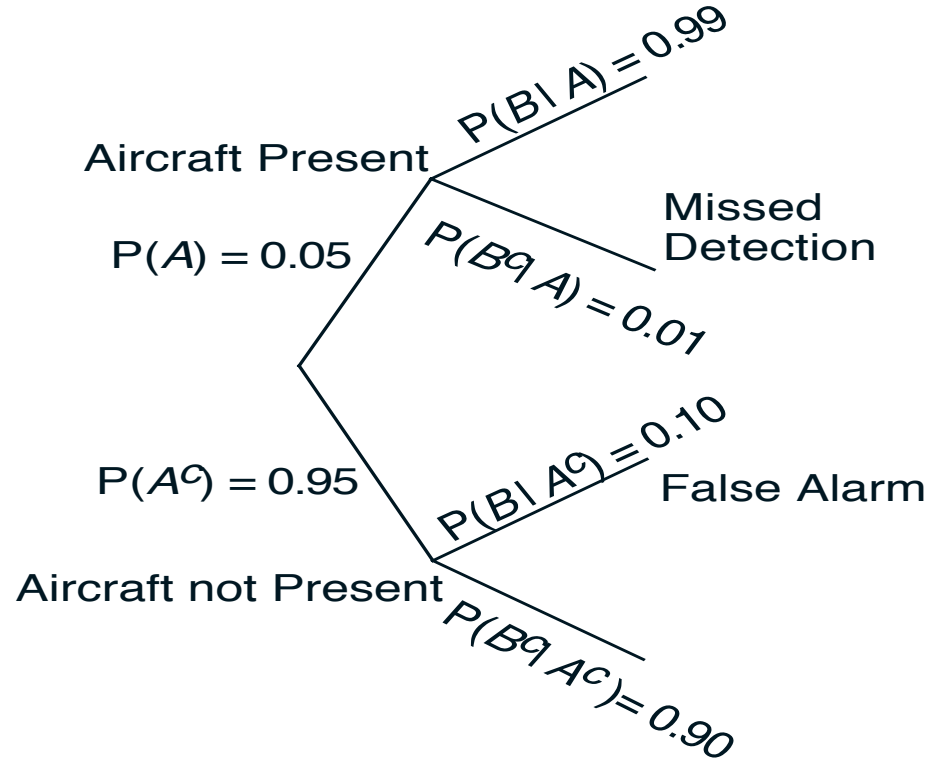 P(B| A) = 0.99
Aircraft Present
Missed
Detection
P(A) = 0.05
P(Bᶜ| A) = 0.01
P(Aᶜ) = 0.95
P(B| Aᶜ) = 0.10
False Alarm
Aircraft not Present
P(Bᶜ| Aᶜ)= 0.90